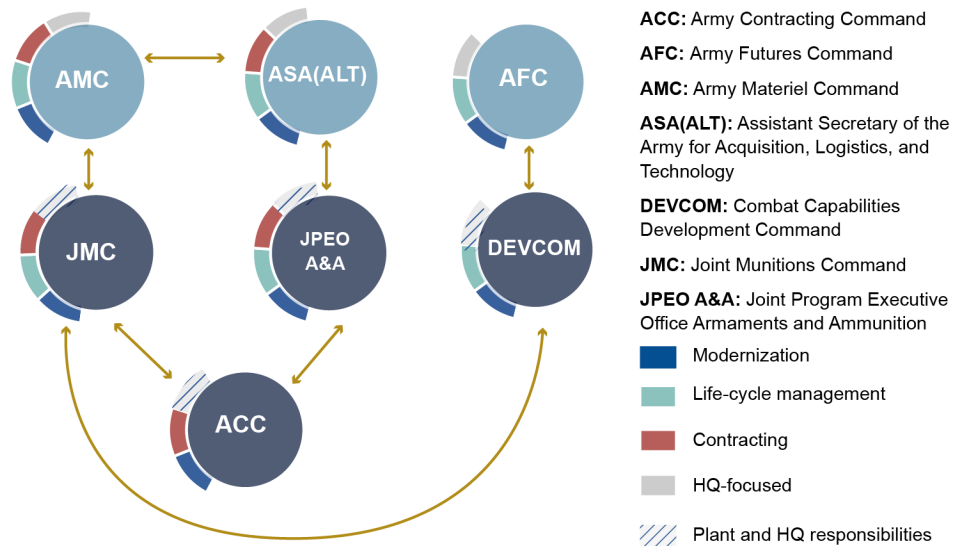 AMC
ASA(ALT)
AFC
JMC
JPEO
A&A
DEVCOM
ACC
ACC: Army Contracting Command
AFC: Army Futures Command
AMC: Army Materiel Command
ASA(ALT): Assistant Secretary of the
Army for Acquisition, Logistics, and
Technology
DEVCOM: Combat Capabilities
Development Command
JMC: Joint Munitions Command
JPEO A&A: Joint Program Executive
Office Armaments and Ammunition
Modernization
Life-cycle management
Contracting
HQ-focused
Plant and HQ responsibilities